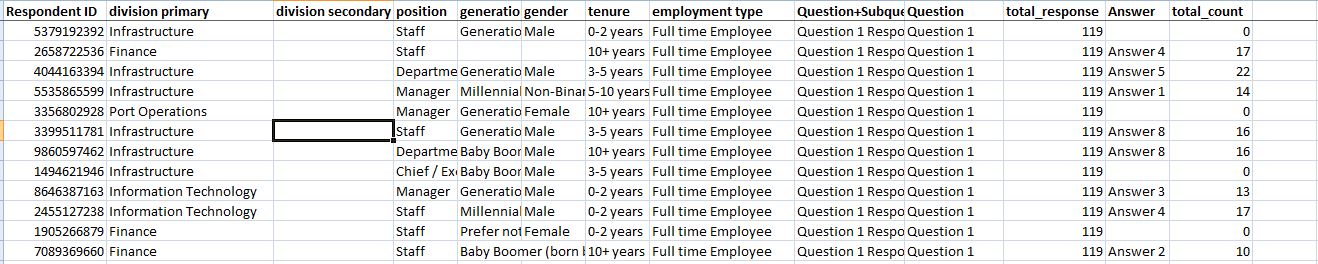 Respondent ID division primary division secondary position generatio gender tenure employment type Question+Subque Question total_response Answer total_count
5379192392 Infrastructure Staff Generatio Male 0-2 years Full time Employee Question 1 Respo Question 1 119 0
2658722536 Finance Staff 10+ years Full time Employee Question 1 Respo Question 1 119 Answer 4 17
4044163394 Infrastructure Departme Generatio Male 3-5 years Full time Employee Question 1 Respo Question 1 119 Answer 5 22
5535865599 Infrastructure Manager Millennial Non-Binar 5-10 years Full time Employee Question 1 Respo Question 1 119 Answer 1 14
3356802928 Port Operations Manager Generatio Female 10+ years Full time Employee Question 1 Respo Question 1 119 0
3399511781 Infrastructure Staff Generatio Male 3-5 years Full time Employee Question 1 Respo Question 1 119 Answer 8 16
9860597462 Infrastructure Departme Baby Boor Male 10+ years Full time Employee Question 1 Respo Question 1 119 Answer 8 16
1494621946 Infrastructure Chief / Exe Baby Boor Male 3-5 years Full time Employee Question 1 Respo Question 1 119 0
8646387163 Information Technology Manager Generatio Male 0-2 years Full time Employee Question 1 Respo Question 1 119 Answer 3 13
2455127238 Information Technology Staff Millennial Male 0-2 years Full time Employee Question 1 Respo Question 1 119 Answer 4 17
1905266879 Finance Staff Prefer not Female 0-2 years Full time Employee Question 1 Respo Question 1 119 0
7089369660 Finance Staff Baby Boomer (born 10+ years Full time Employee Question 1 Respo Question 1 119 Answer 2 10